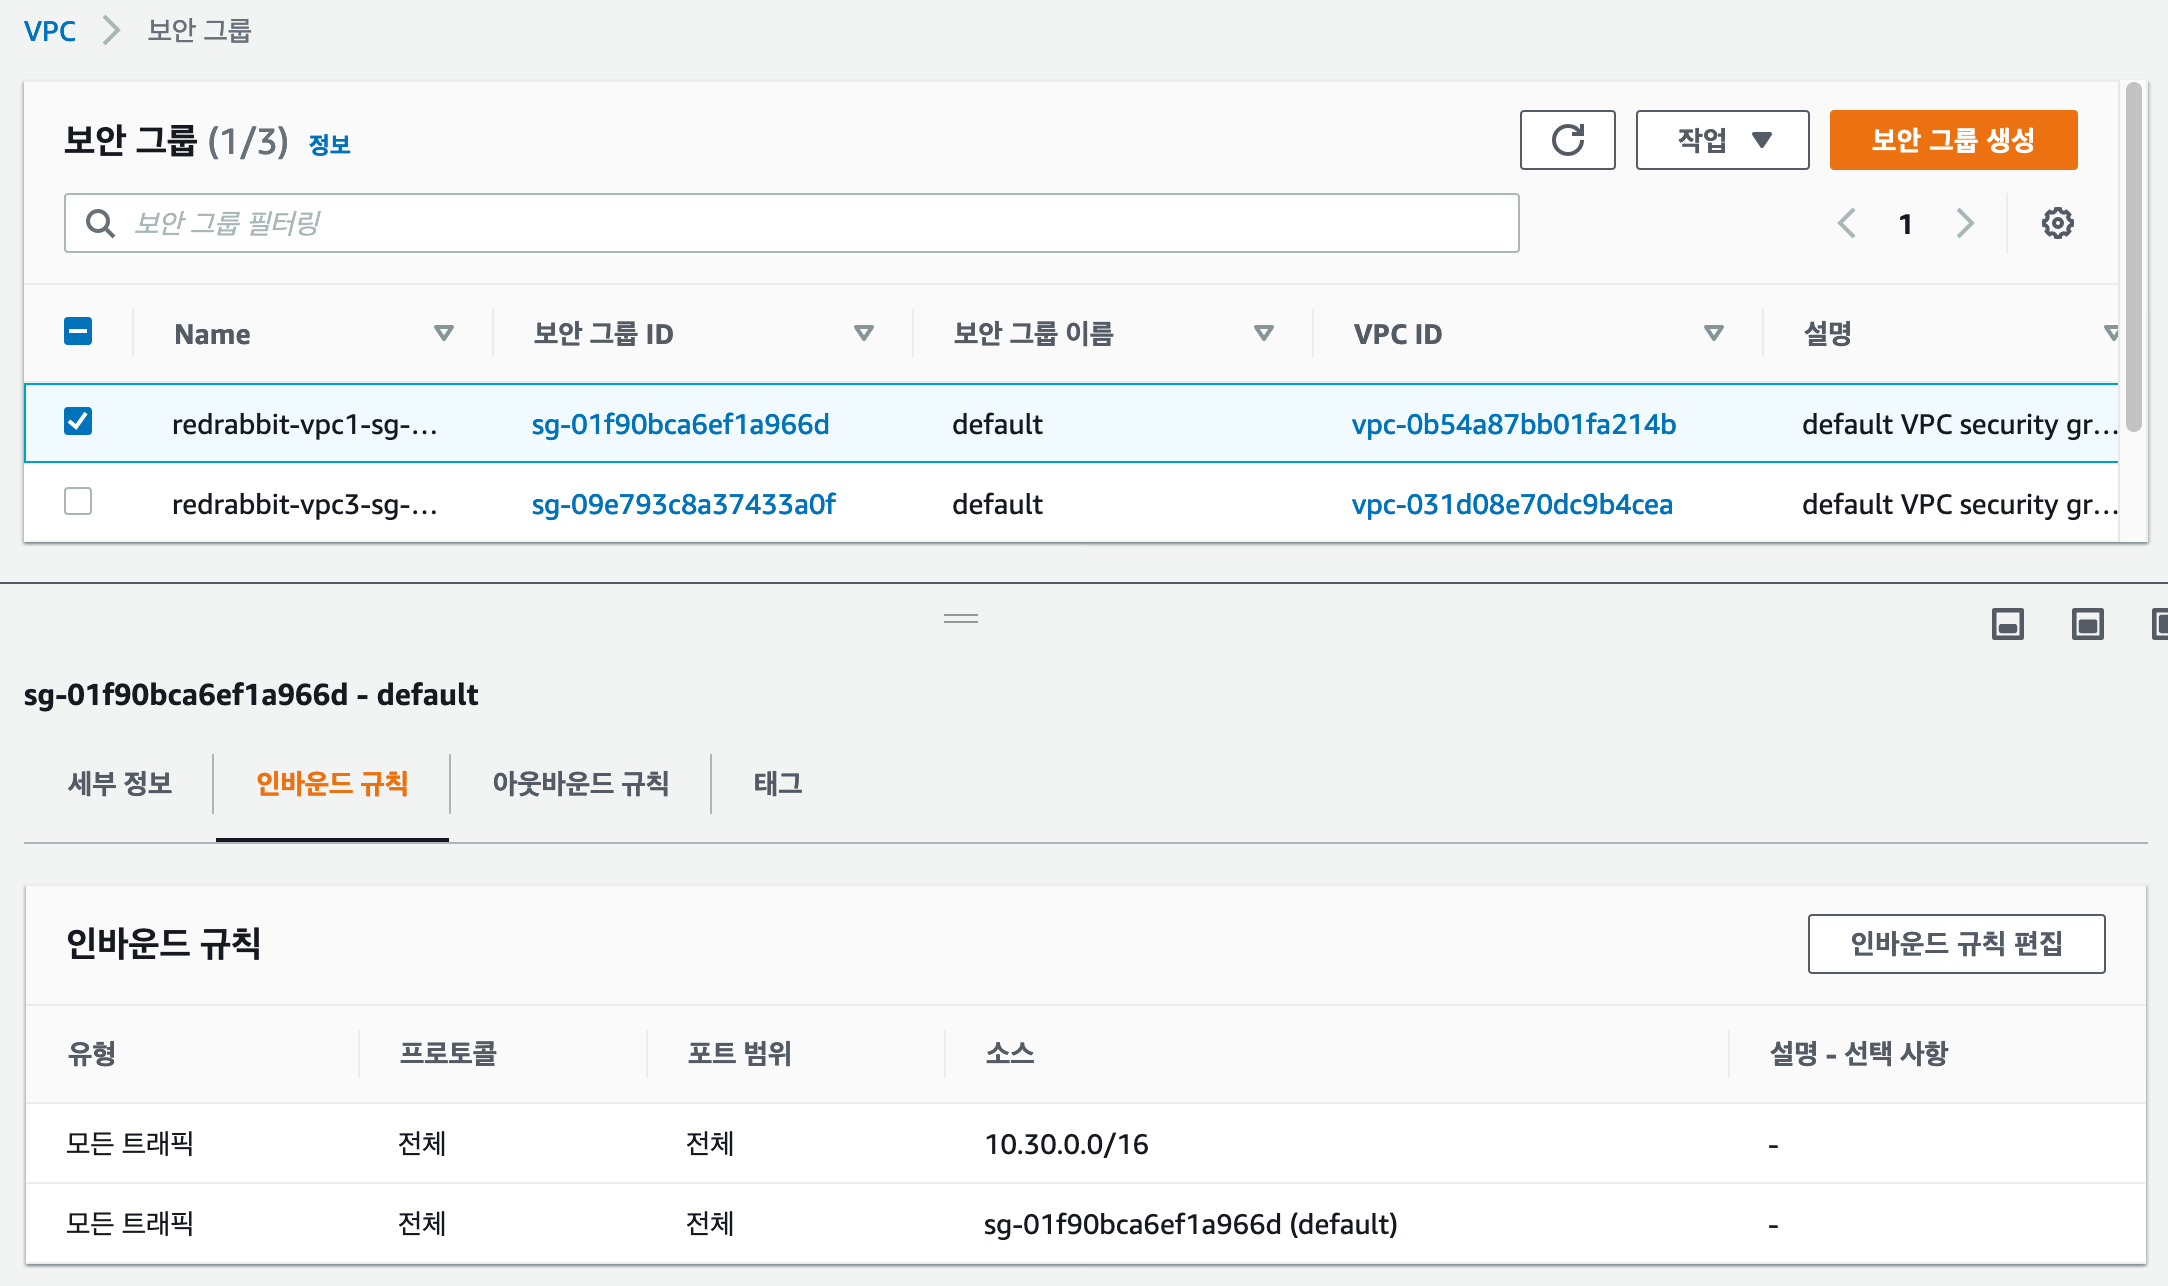 VPC > 보안 그룹
보안 그룹 (1/3) 정보
작업 보안 그룹 생성
보안 그룹 필터링 1
Name 보안 그룹 ID 보안 그룹 이름 VPC ID 설명
redrabbit-vpc1-sg-... sg-01f90bca6ef1a966d default vpc-0b54a87bb01fa214b default VPC security gr...
redrabbit-vpc3-sg-... sg-09e793c8a37433a0f default vpc-031d08e70dc9b4cea default VPC security gr...
sg-01f90bca6ef1a966d - default
세부 정보 인바운드 규칙 아웃바운드 규칙 태그
인바운드 규칙 인바운드 규칙 편집
유형 프로토콜 포트 범위 소스 설명 - 선택 사항
모든 트래픽 전체 전체 10.30.0.0/16 -
모든 트래픽 전체 전체 sg-01f90bca6ef1a966d (default) -